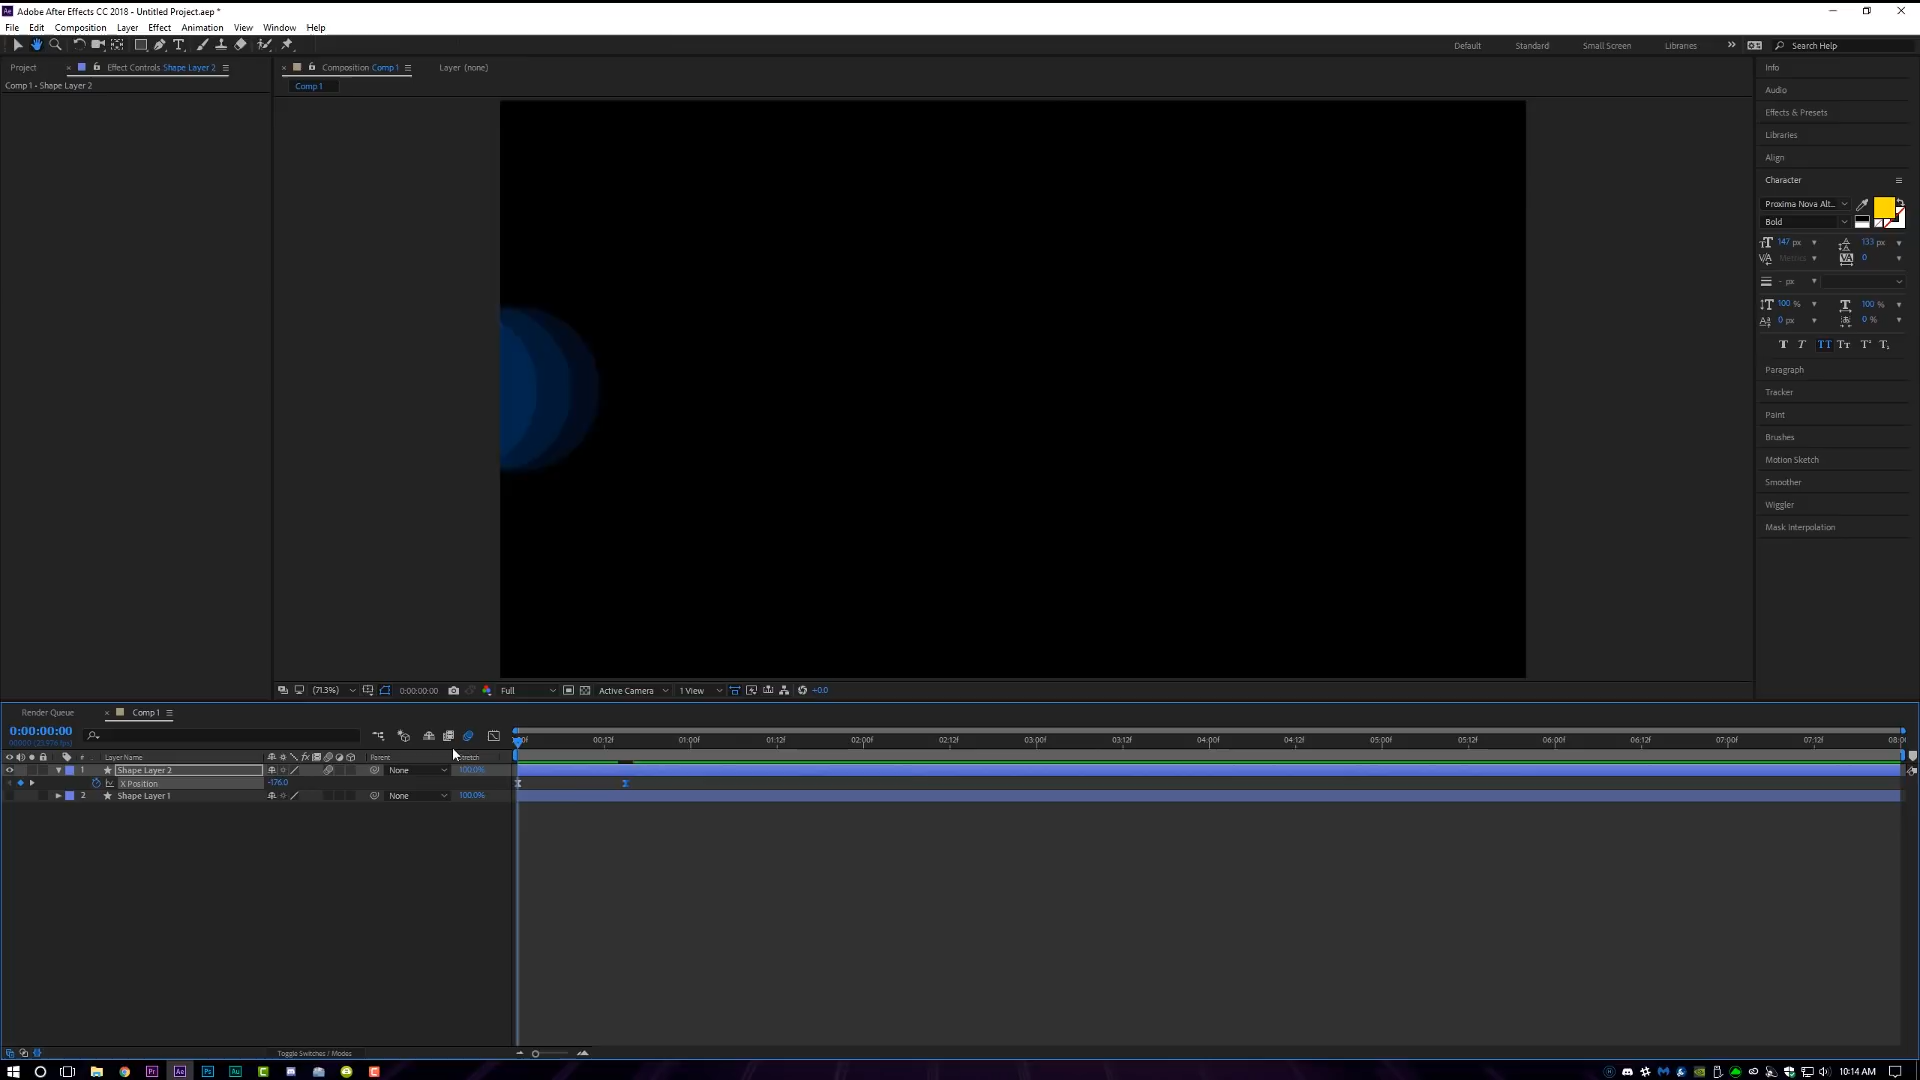 Adobe After Effects CC 2018 - Untitled Project.aep *
File Edit Composition Layer Effect Animation View Window Help
Default Standard Small Screen Libraries Search Help
Project Effect Controls Shape Layer 2 Composition Comp 1 Layer (none)
Comp 1 - Shape Layer 2
Comp 1
Info
Audio
Effects & Presets
Libraries
Align
Character
Proxima Nova Alt...
Bold
147 px 133 px
Metrics 0
- px
100 % 100 %
0 px 0 %
T T TT Tт T¹ T₁
Paragraph
Tracker
Paint
Brushes
Motion Sketch
Smoother
Wiggler
Mask Interpolation
(71.3%) 0:00:00:00 Full Active Camera 1 View +0.0
Render Queue Comp 1
0:00:00:00
00:12f 01:00f 01:12f 02:00f 02:12f 03:00f 03:12f 04:00f 04:12f 05:00f 05:12f 06:00f 06:12f 07:00f 07:12f
# Layer Name Parent
1 Shape Layer 2 None 100.0%
X Position -176.0
2 Shape Layer 1 None 100.0%
Toggle Switches / Modes
10:14 AM